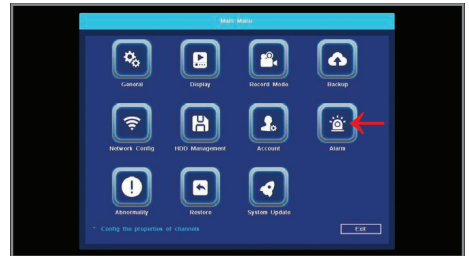 Main Menu
General Display Record Mode Backup
Network Config HDD Management Account Alarm
Abnormality Restore System Update
Config the properties of channels Exit